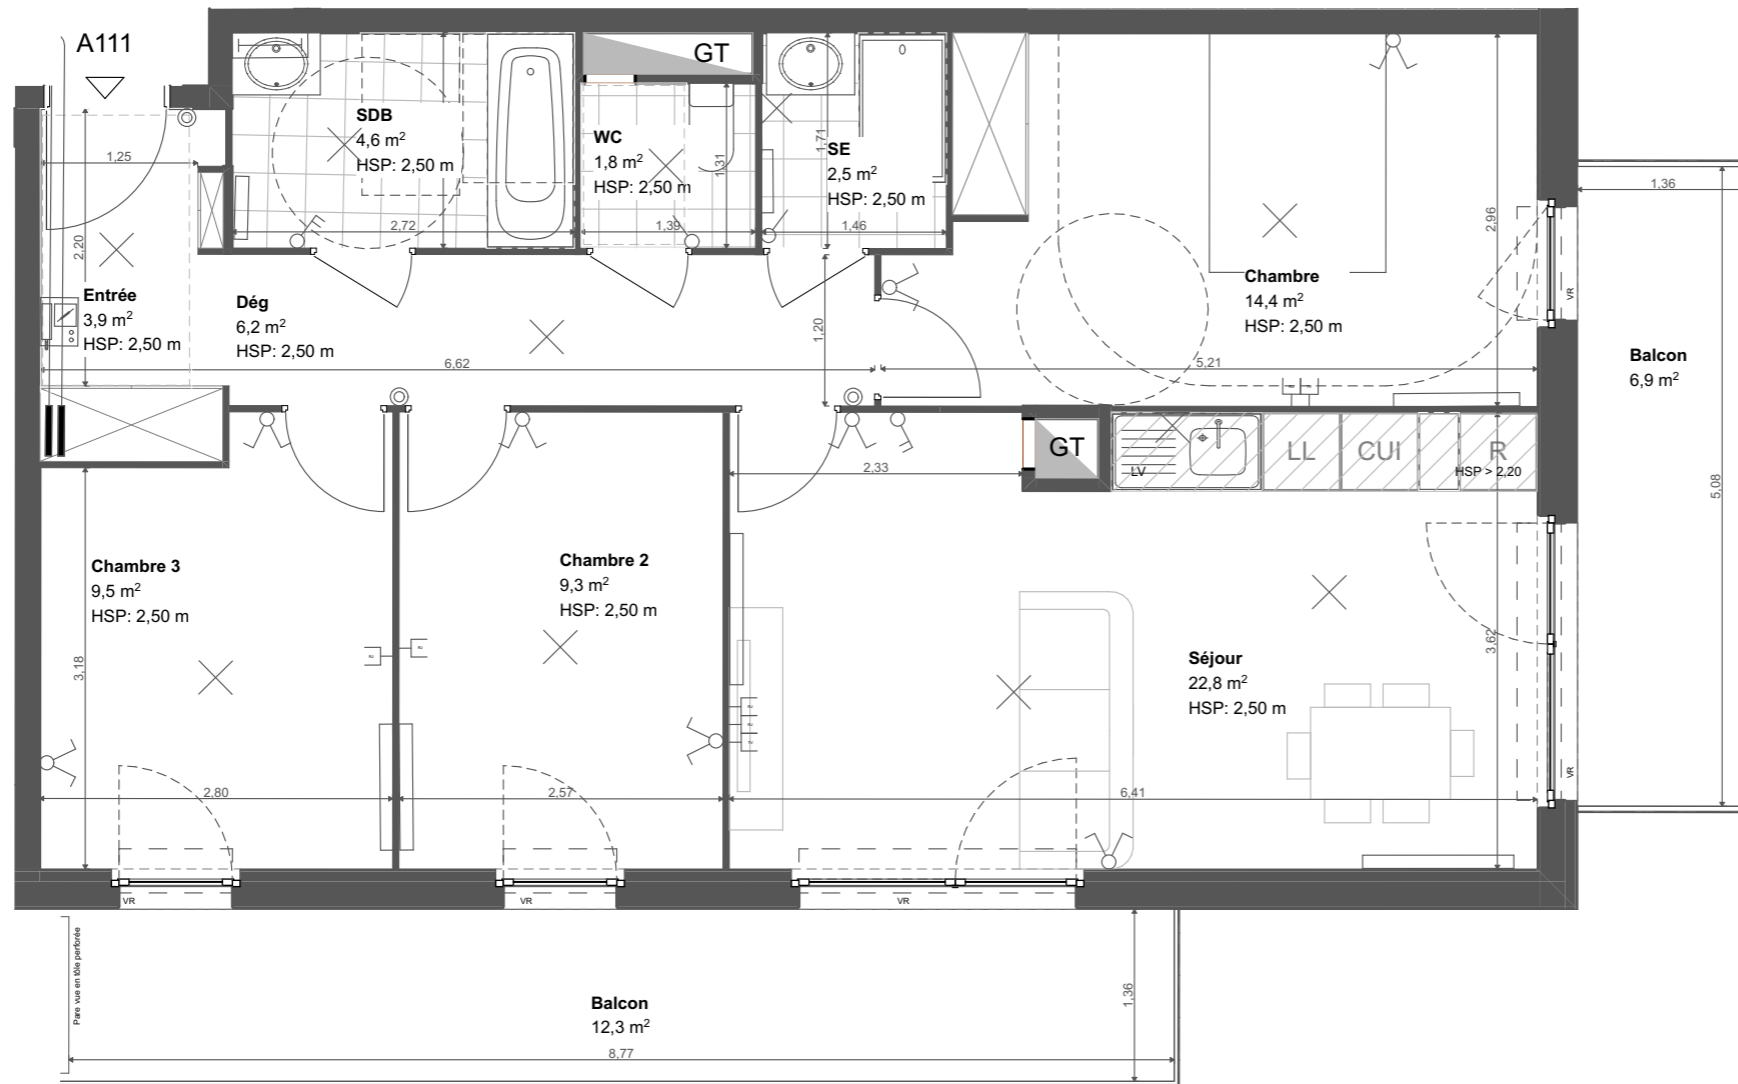 A111
GT
SDB
4,6 m²
HSP: 2,50 m
WC
1,8 m²
HSP: 2,50 m
SE
2,5 m²
HSP: 2,50 m
1,25
2,20
2,72
1,31
1,39
1,71
1,46
2,96
1,36
Entrée
3,9 m²
HSP: 2,50 m
Dég
6,2 m²
HSP: 2,50 m
Chambre
14,4 m²
HSP: 2,50 m
VR
Balcon
6,9 m²
6,62
1,20
5,21
GT
LV
LL
CUI
R
HSP > 2,20
2,33
5,08
Chambre 3
9,5 m²
HSP: 2,50 m
Chambre 2
9,3 m²
HSP: 2,50 m
Séjour
22,8 m²
HSP: 2,50 m
3,18
3,62
2,80
2,57
6,41
VR
VR
VR
VR
Pare vue en tôle perforée
Balcon
12,3 m²
1,36
8,77